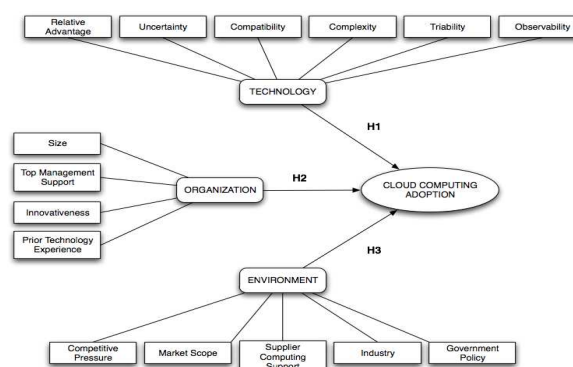 Relative
Advantage
Uncertainty
Compatibility
Complexity
Triability
Observability
TECHNOLOGY
H1
Size
Top Management
Support
Innovativeness
Prior Technology
Experience
ORGANIZATION
H2
CLOUD COMPUTING
ADOPTION
H3
ENVIRONMENT
Competitive
Pressure
Market Scope
Supplier
Computing
Support
Industry
Government
Policy